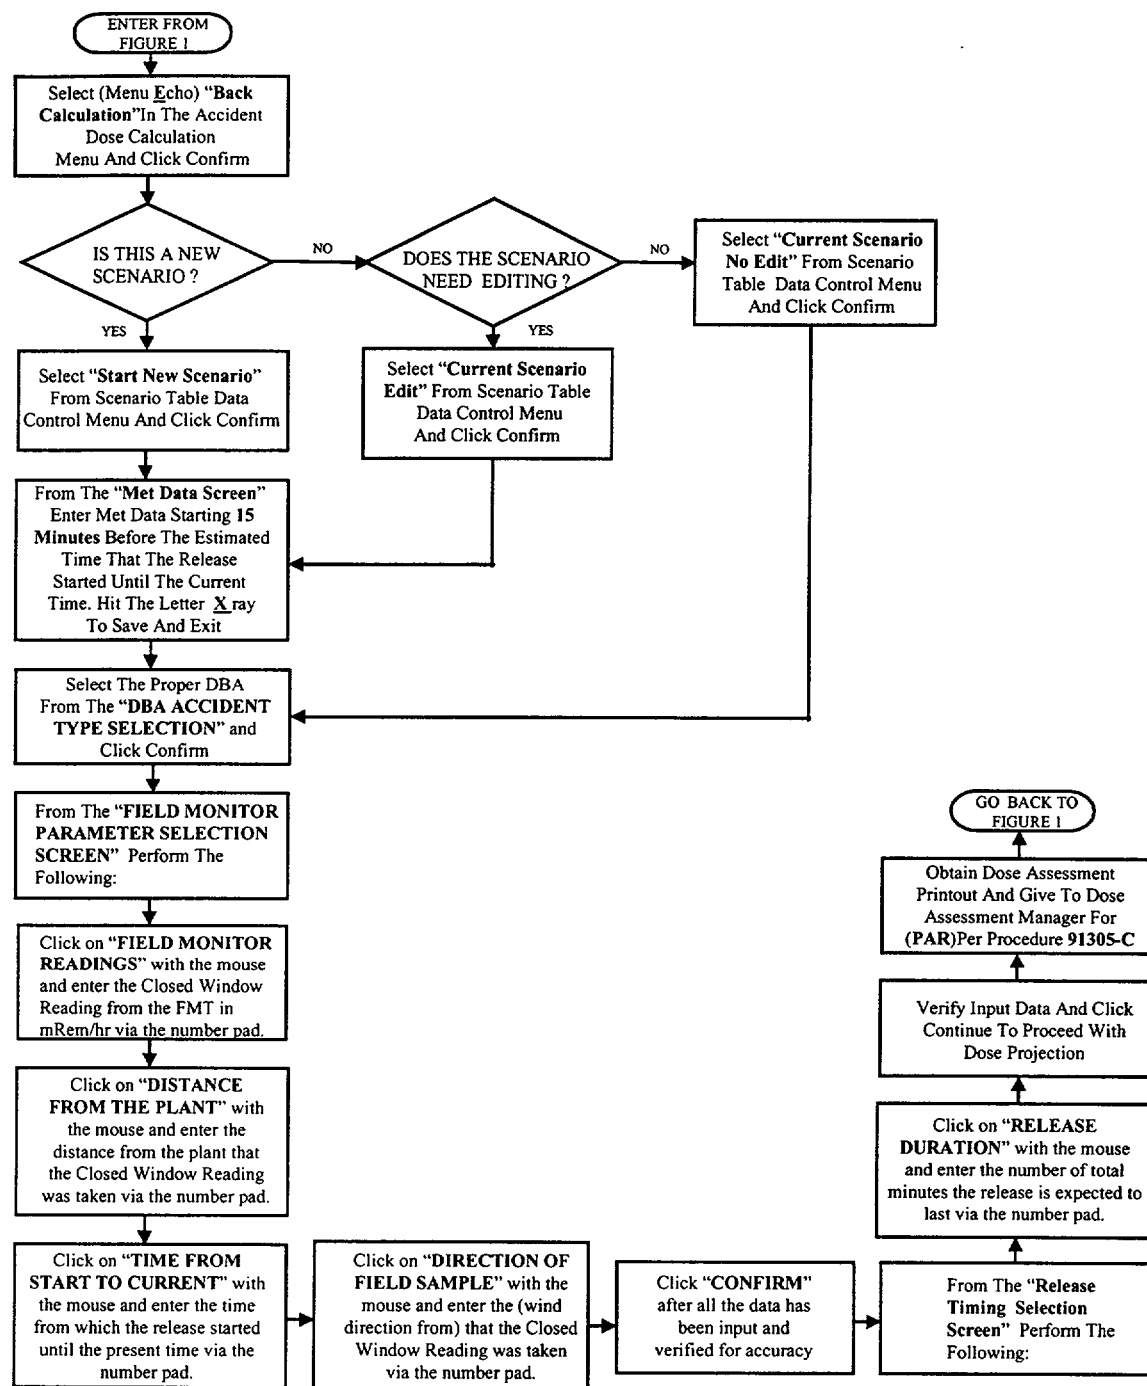 ENTER FROM
FIGURE 1
Select (Menu Echo) “Back
Calculation”In The Accident
Dose Calculation
Menu And Click Confirm
IS THIS A NEW
SCENARIO ?
NO
DOES THE SCENARIO
NEED EDITING ?
NO
Select “Current Scenario
No Edit” From Scenario
Table Data Control Menu
And Click Confirm
YES
YES
Select “Start New Scenario”
From Scenario Table Data
Control Menu And Click Confirm
Select “Current Scenario
Edit” From Scenario Table
Data Control Menu
And Click Confirm
From The “Met Data Screen”
Enter Met Data Starting 15
Minutes Before The Estimated
Time That The Release
Started Until The Current
Time. Hit The Letter X ray
To Save And Exit
Select The Proper DBA
From The “DBA ACCIDENT
TYPE SELECTION” and
Click Confirm
From The “FIELD MONITOR
PARAMETER SELECTION
SCREEN” Perform The
Following:
Click on “FIELD MONITOR
READINGS” with the mouse
and enter the Closed Window
Reading from the FMT in
mRem/hr via the number pad.
Click on “DISTANCE
FROM THE PLANT” with
the mouse and enter the
distance from the plant that
the Closed Window Reading
was taken via the number pad.
Click on “TIME FROM
START TO CURRENT” with
the mouse and enter the time
from which the release started
until the present time via the
number pad.
Click on “DIRECTION OF
FIELD SAMPLE” with the
mouse and enter the (wind
direction from) that the Closed
Window Reading was taken
via the number pad.
Click “CONFIRM”
after all the data has
been input and
verified for accuracy
From The “Release
Timing Selection
Screen” Perform The
Following:
Click on “RELEASE
DURATION” with the mouse
and enter the number of total
minutes the release is expected to
last via the number pad.
Verify Input Data And Click
Continue To Proceed With
Dose Projection
Obtain Dose Assessment
Printout And Give To Dose
Assessment Manager For
(PAR)Per Procedure 91305-C
GO BACK TO
FIGURE 1